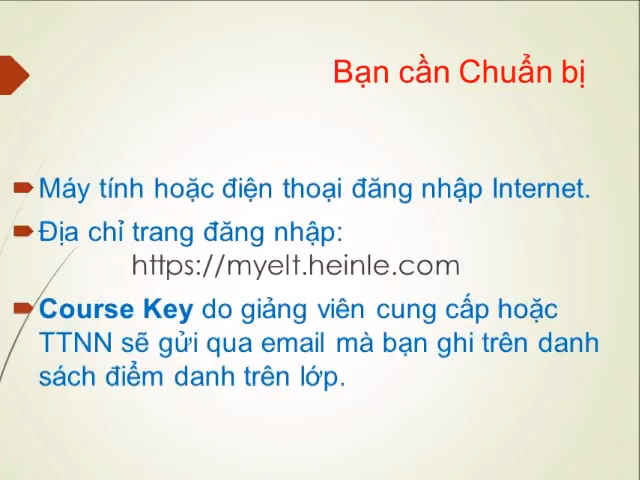 Bạn cần Chuẩn bị
Máy tính hoặc điện thoại đăng nhập Internet.
Địa chỉ trang đăng nhập:
https://myelt.heinle.com
Course Key do giảng viên cung cấp hoặc
TTNN sẽ gửi qua email mà bạn ghi trên danh
sách điểm danh trên lớp.